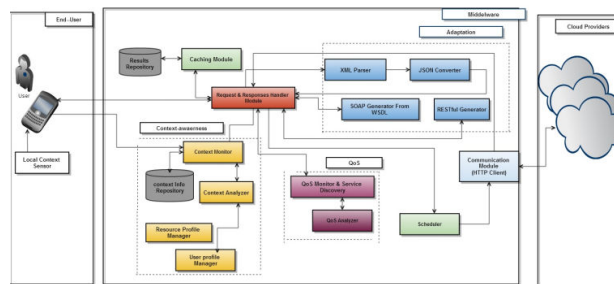 End-User
Middelware
Cloud Providers
Adaptation
Results
Repository
Caching Module
XML Parser
JSON Converter
Request & Responses Handler
Module
User
SOAP Generator From
WSDL
RESTful Generator
Context-awerness
Local Context
Sensor
Context Monitor
QoS
Communication
Module
(HTTP Client)
context Info
Repository
Context Analyzer
QoS Monitor & Service
Discovery
Resource Profile
Manager
QoS Analyzer
Scheduler
User profile
Manager